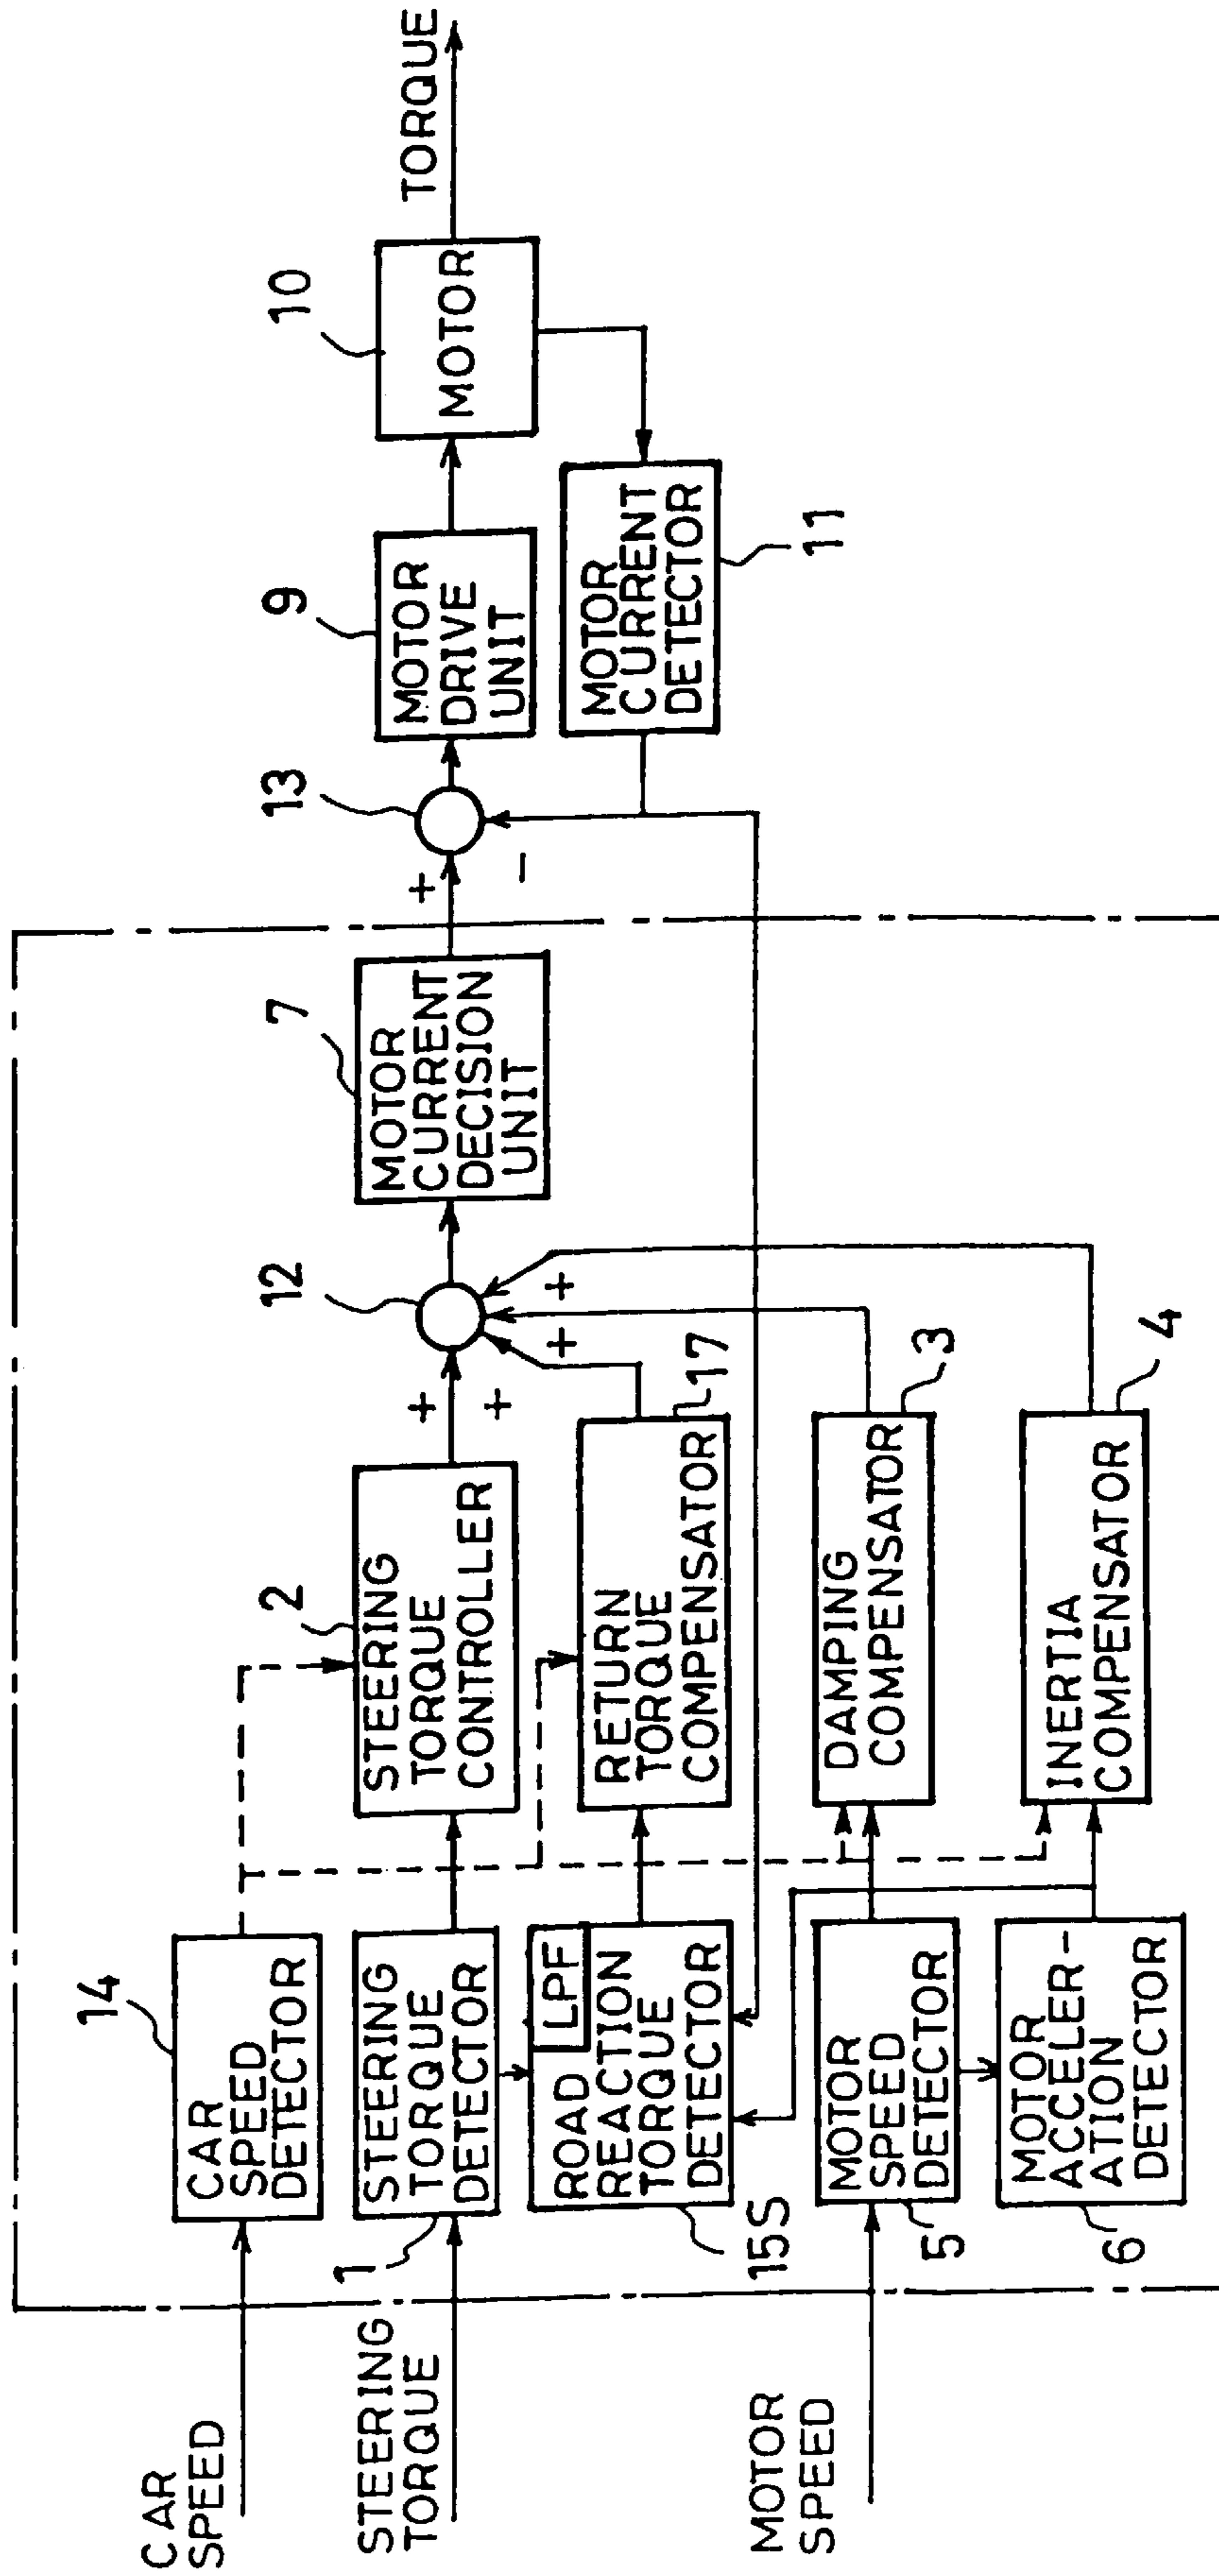 CAR
SPEED
14
CAR
SPEED
DETECTOR
STEERING
TORQUE
1
STEERING
TORQUE
DETECTOR
2
STEERING
TORQUE
CONTROLLER
+
+
+
+
12
7
MOTOR
CURRENT
DECISION
UNIT
+
-
13
9
MOTOR
DRIVE
UNIT
10
MOTOR
TORQUE
15S
LPF
ROAD
REACTION
TORQUE
DETECTOR
RETURN
TORQUE
COMPENSATOR
17
MOTOR
CURRENT
DETECTOR
11
MOTOR
SPEED
5
MOTOR
SPEED
DETECTOR
DAMPING
COMPENSATOR
3
6
MOTOR
ACCELER-
ATION
DETECTOR
INERTIA
COMPENSATOR
4